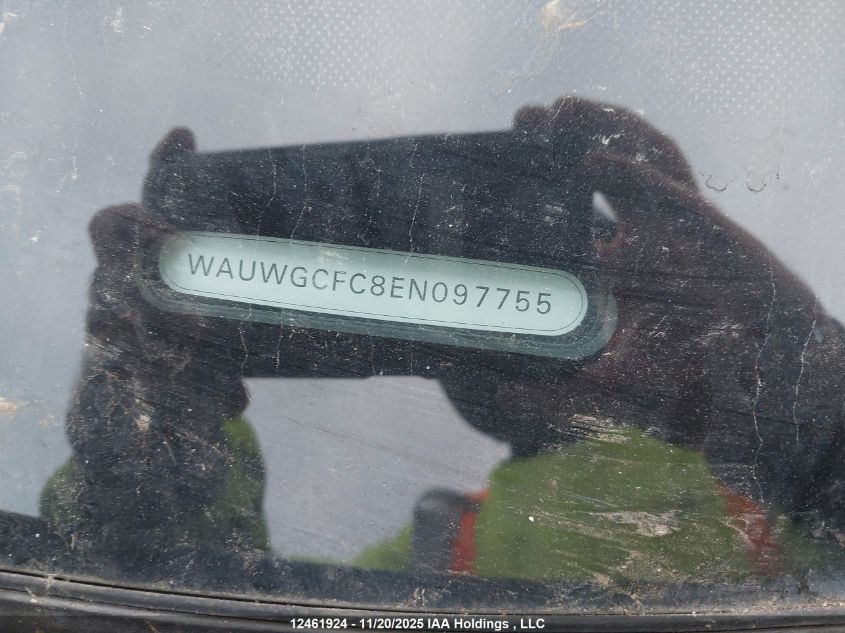 WAUWGCFC8EN097755
12461924 - 11/20/2025 IAA Holdings , LLC